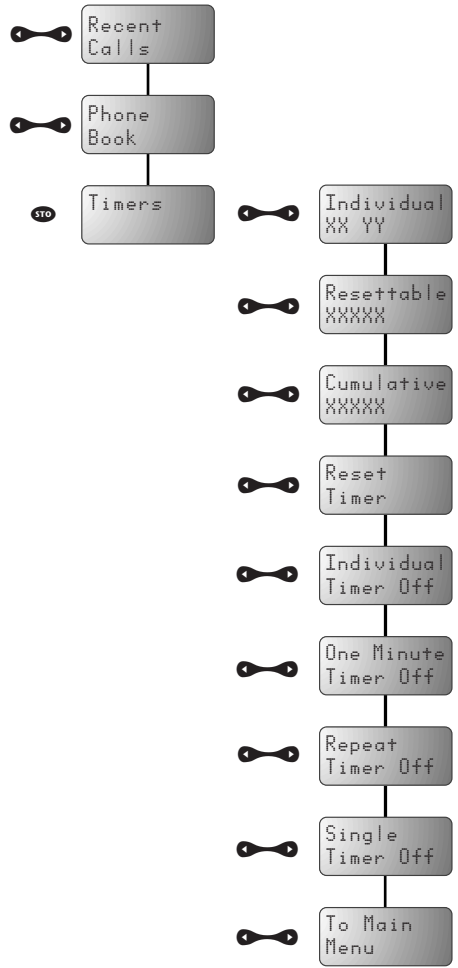 Recent
Calls
Phone
Book
STO
Timers
Individual
XX YY
Resettable
XXXXX
Cumulative
XXXXX
Reset
Timer
Individual
Timer Off
One Minute
Timer Off
Repeat
Timer Off
Single
Timer Off
To Main
Menu